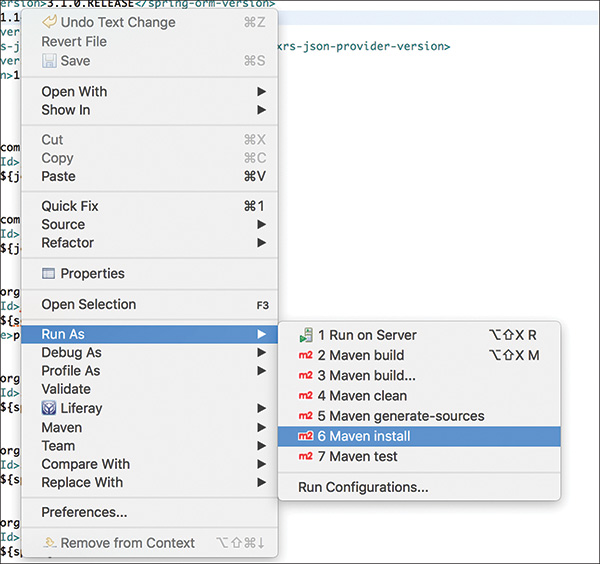 ersion>3.1.0.RELEASE</spring-orm-version>
1.1
ver
s-j xrs-json-provider-version>
ver
n>1
Undo Text Change ⌘Z
Revert File
Save ⌘S
Open With ▶
Show In ▶
com
Cut ⌘X
Id>
Copy ⌘C
${j
Paste ⌘V
Quick Fix ⌘1
com
Source ▶
Id>
Refactor ▶
${j
Properties
org
Open Selection F3
Id>
${s
Run As ▶
e>p
Debug As ▶
Profile As ▶
Validate
org
Id>
Liferay ▶
${s
Maven ▶
Team ▶
org
Compare With ▶
Id>
Replace With ▶
${s
Preferences...
org
Id>
Remove from Context ⌥⇧⌘↓
${sp
1 Run on Server ⌥⇧X R
m2 2 Maven build ⌥⇧X M
m2 3 Maven build...
m2 4 Maven clean
m2 5 Maven generate-sources
m2 6 Maven install
m2 7 Maven test
Run Configurations...